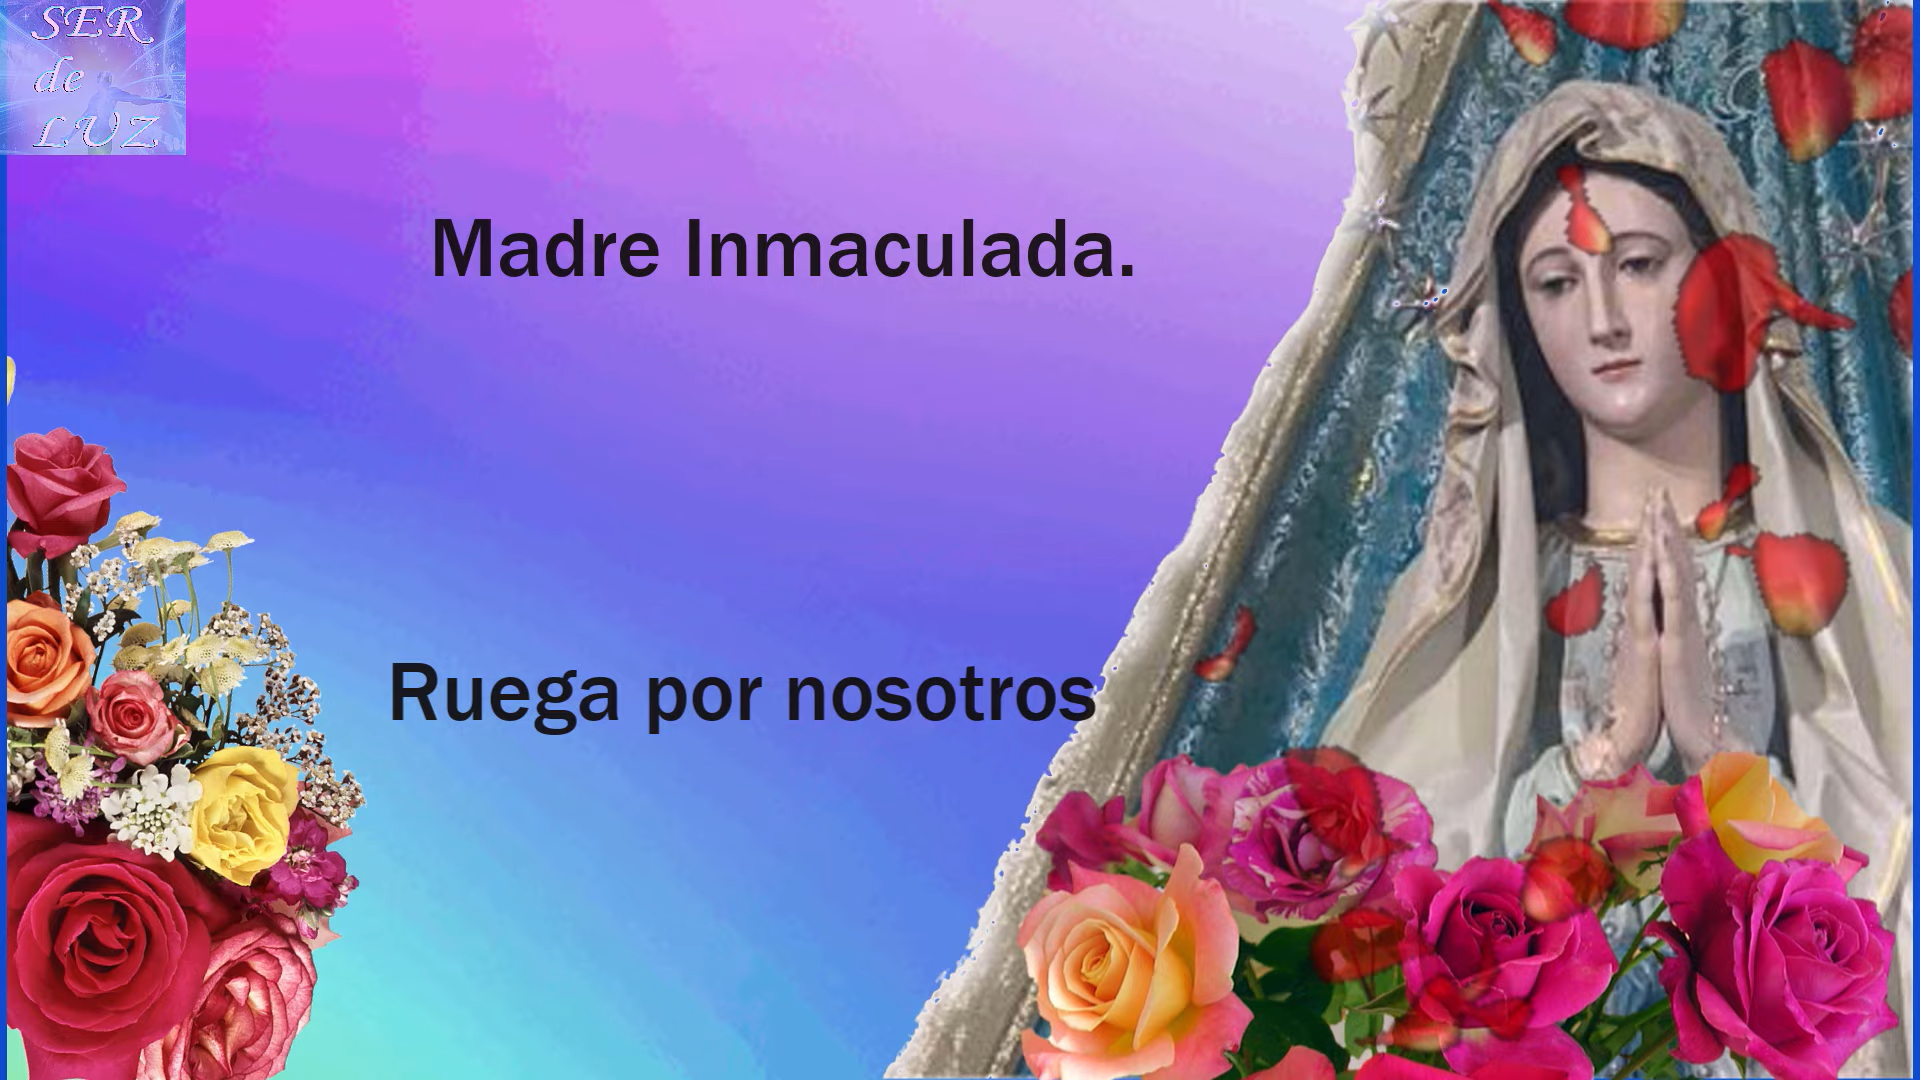 SER
de
LUZ
Madre Inmaculada.
Ruega por nosotros